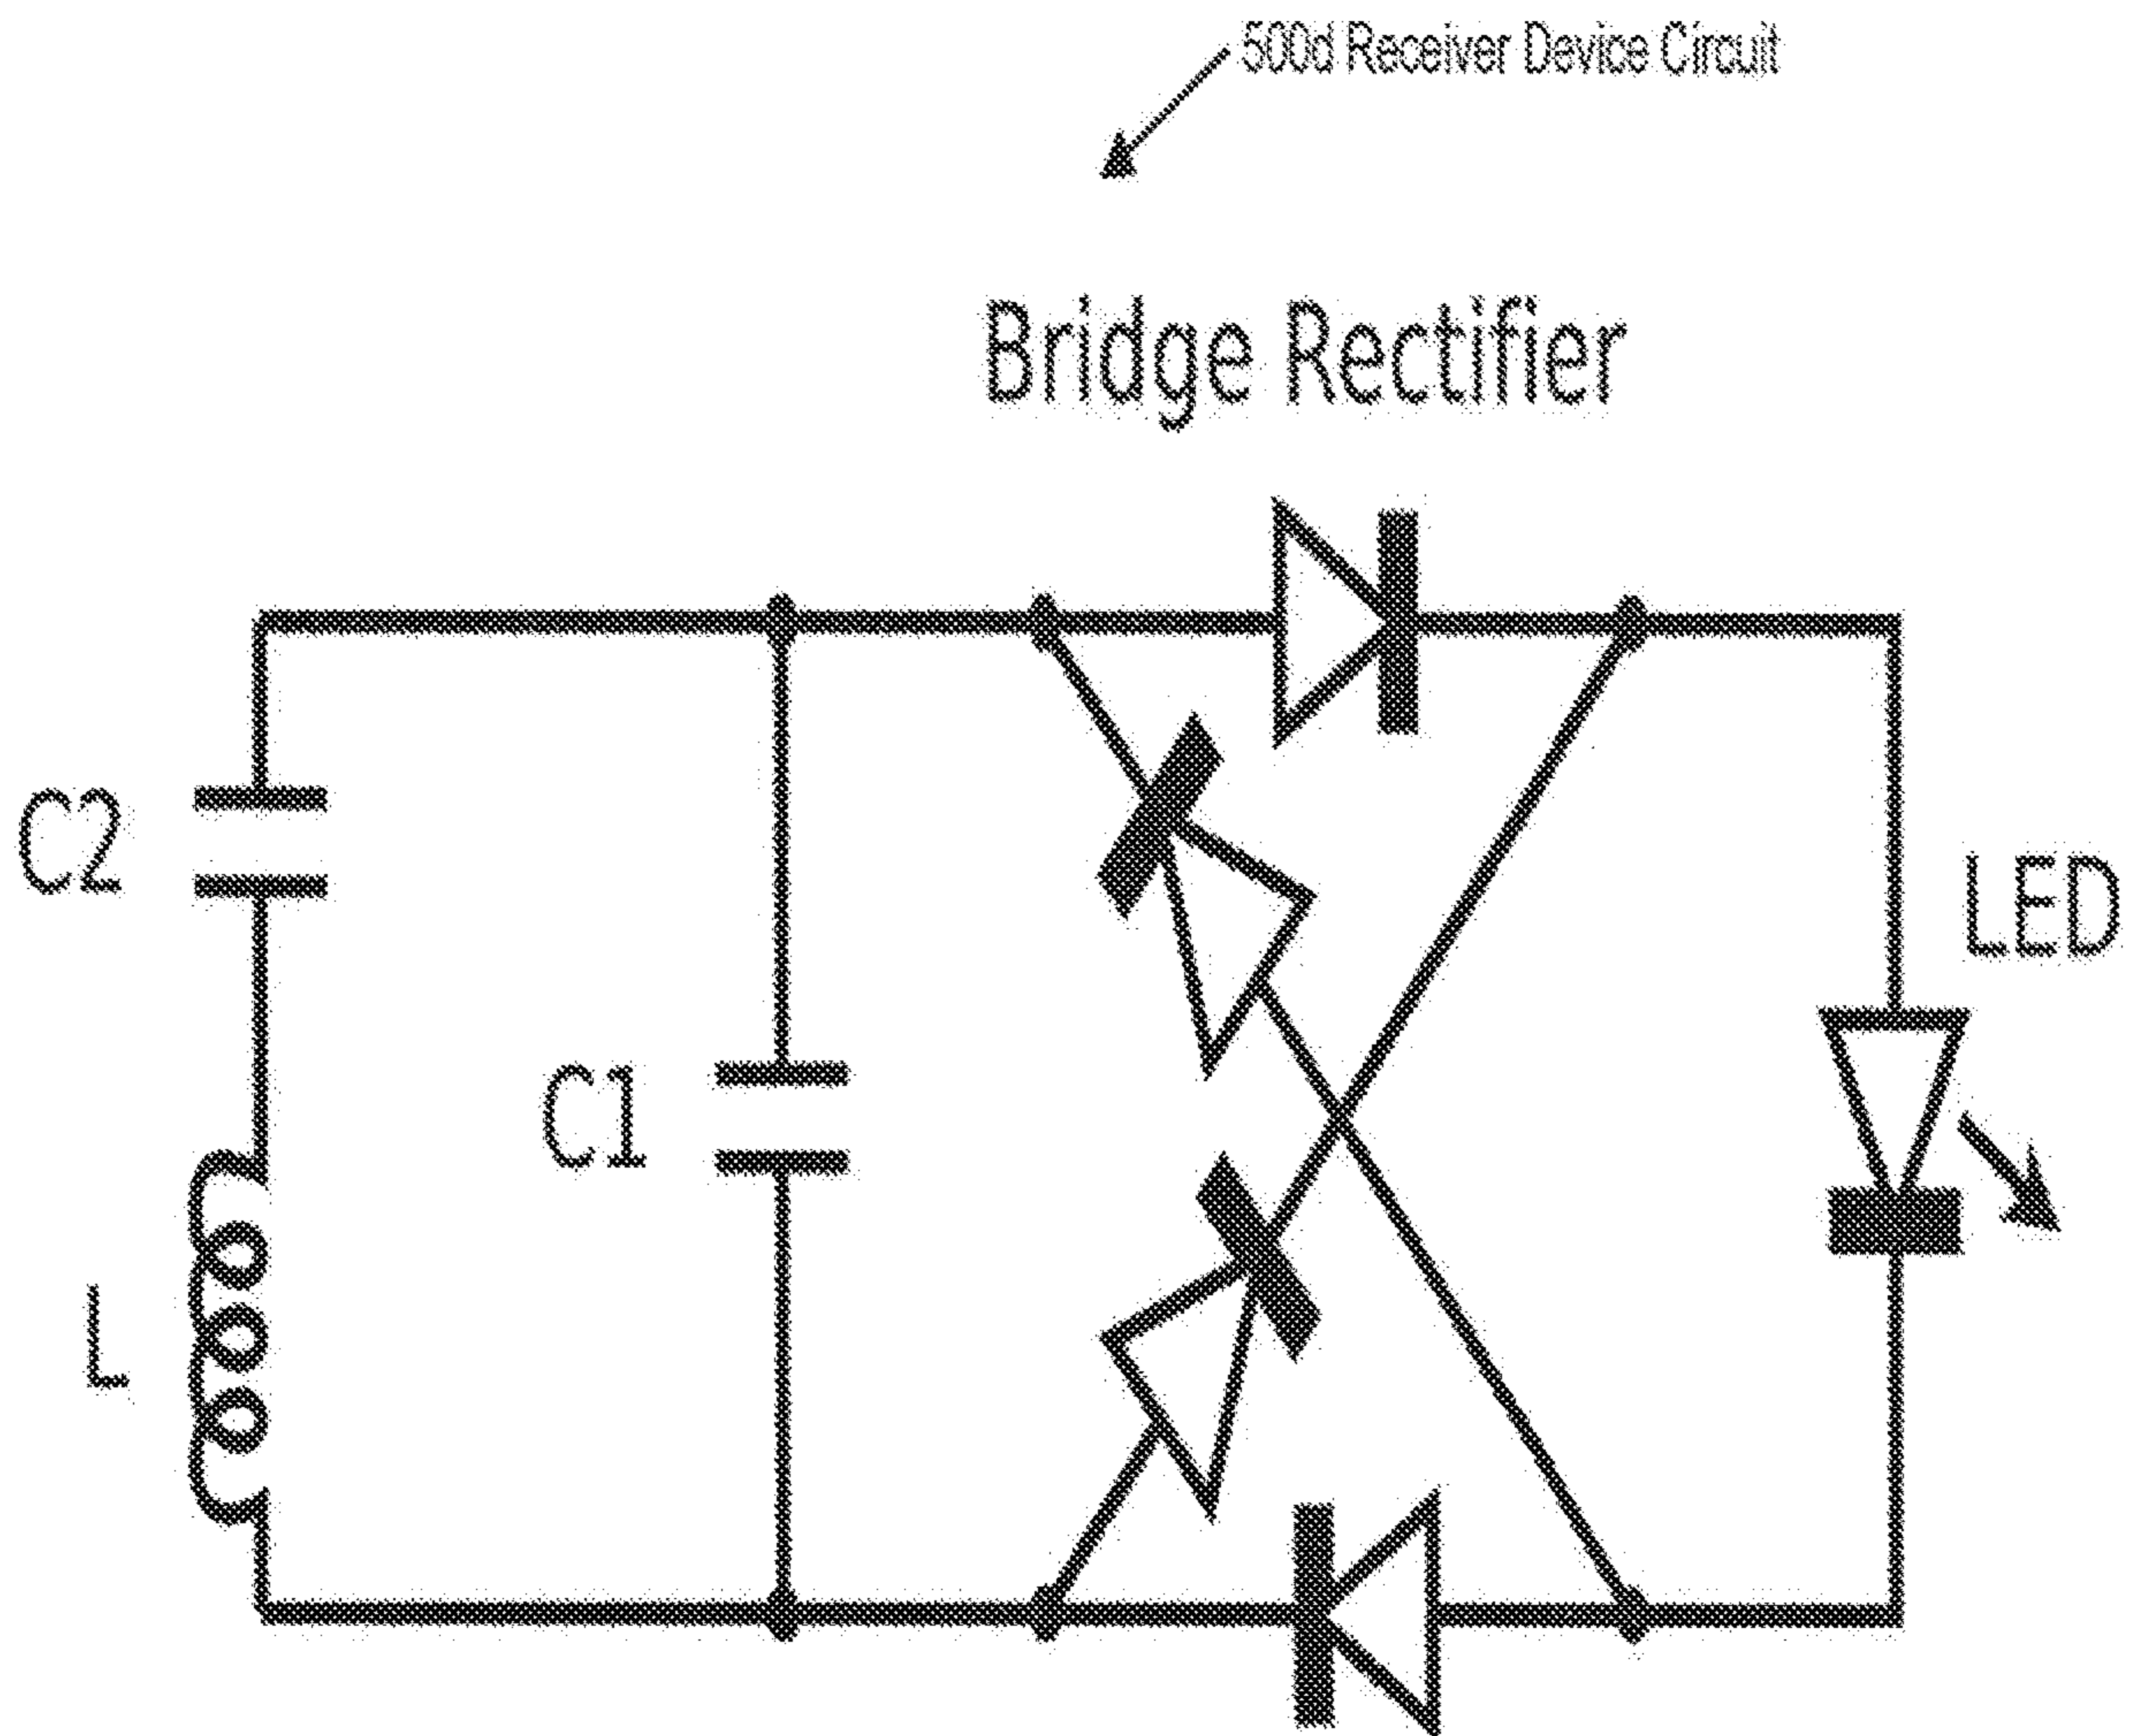 500d Receiver Device Circuit
Bridge Rectifier
C2
LED
C1
L